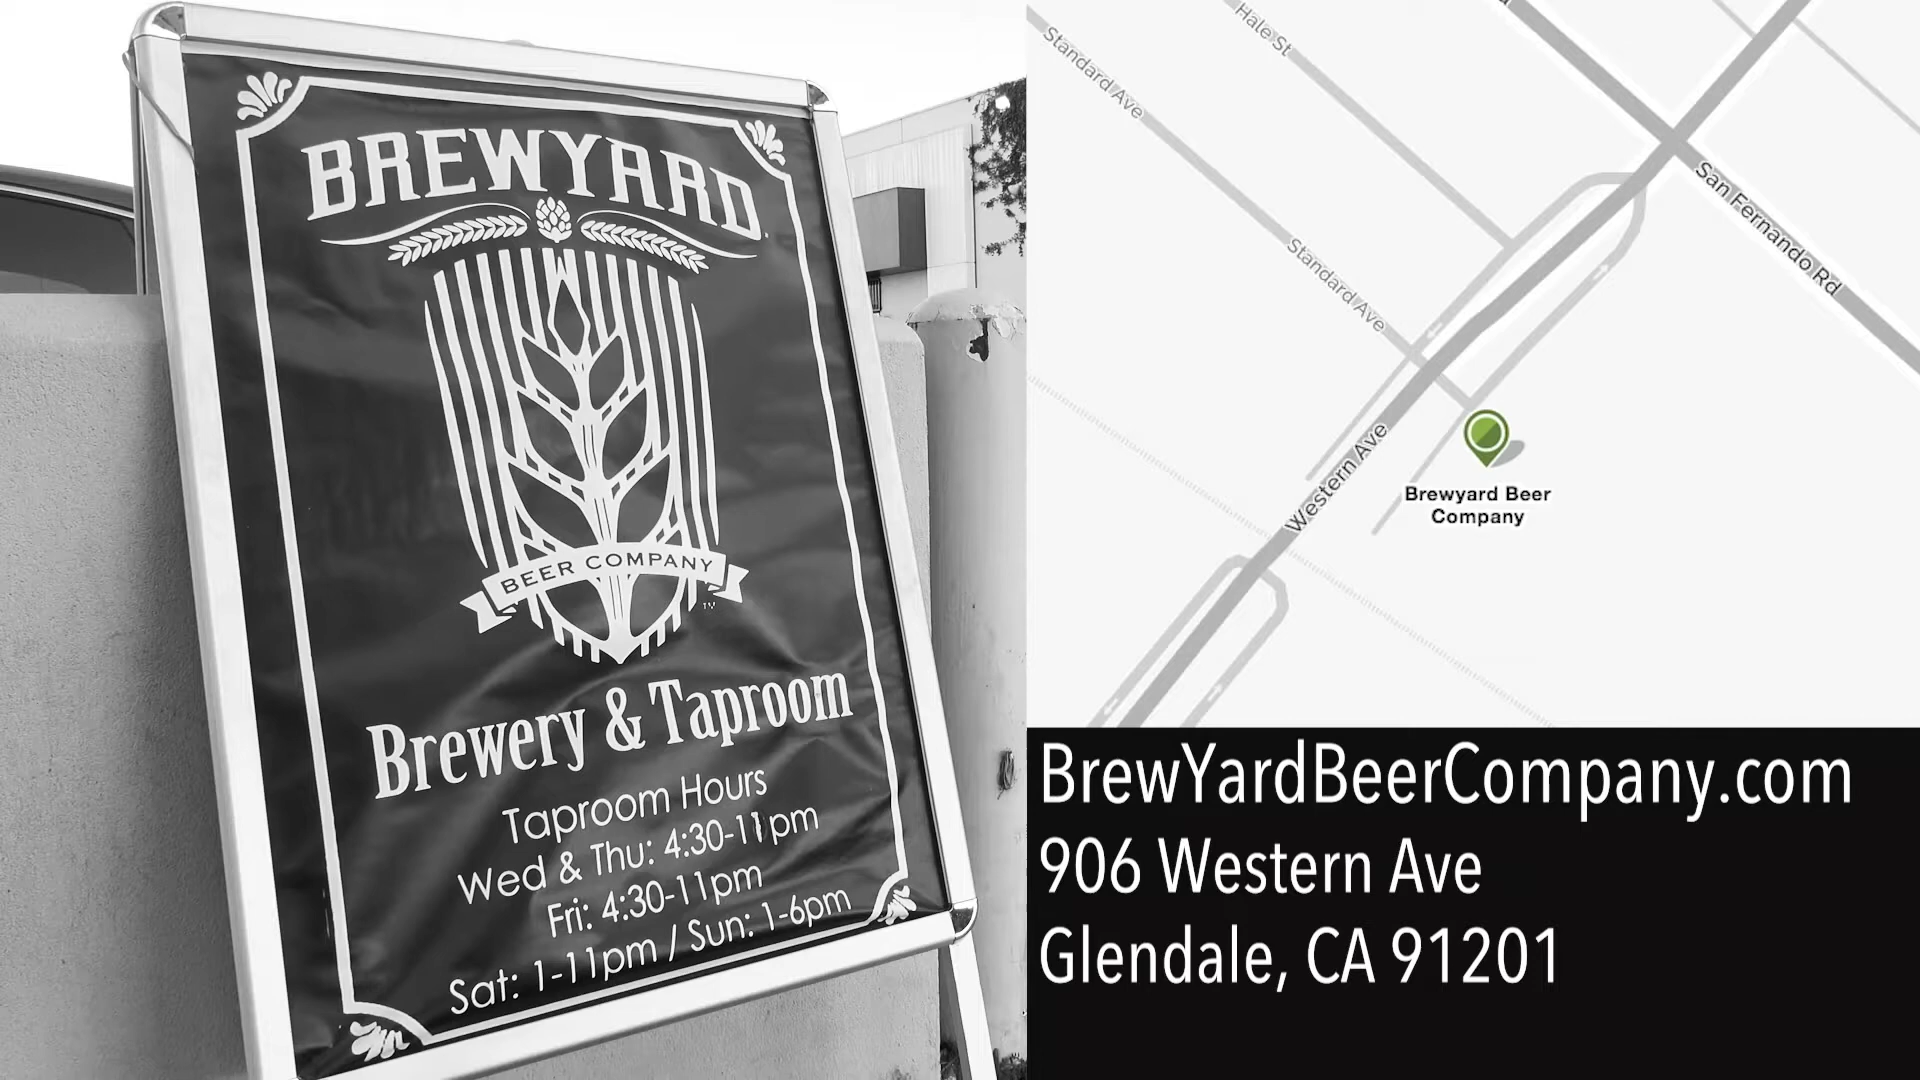 BREWYARD
BEER COMPANY
TM
Brewery & Taproom
Taproom Hours
Wed & Thu: 4:30-11pm
Fri: 4:30-11pm
Sat: 1-11pm / Sun: 1-6pm
Standard Ave
Hale St
San Fernando Rd
Standard Ave
Western Ave
Brewyard Beer
Company
BrewYardBeerCompany.com
906 Western Ave
Glendale, CA 91201